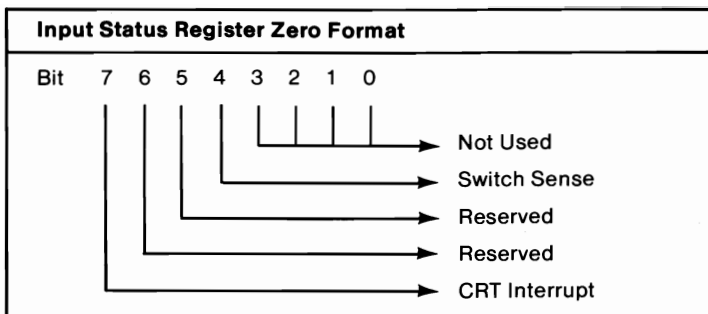 Input Status Register Zero Format
Bit 7 6 5 4 3 2 1 0
Not Used
Switch Sense
Reserved
Reserved
CRT Interrupt